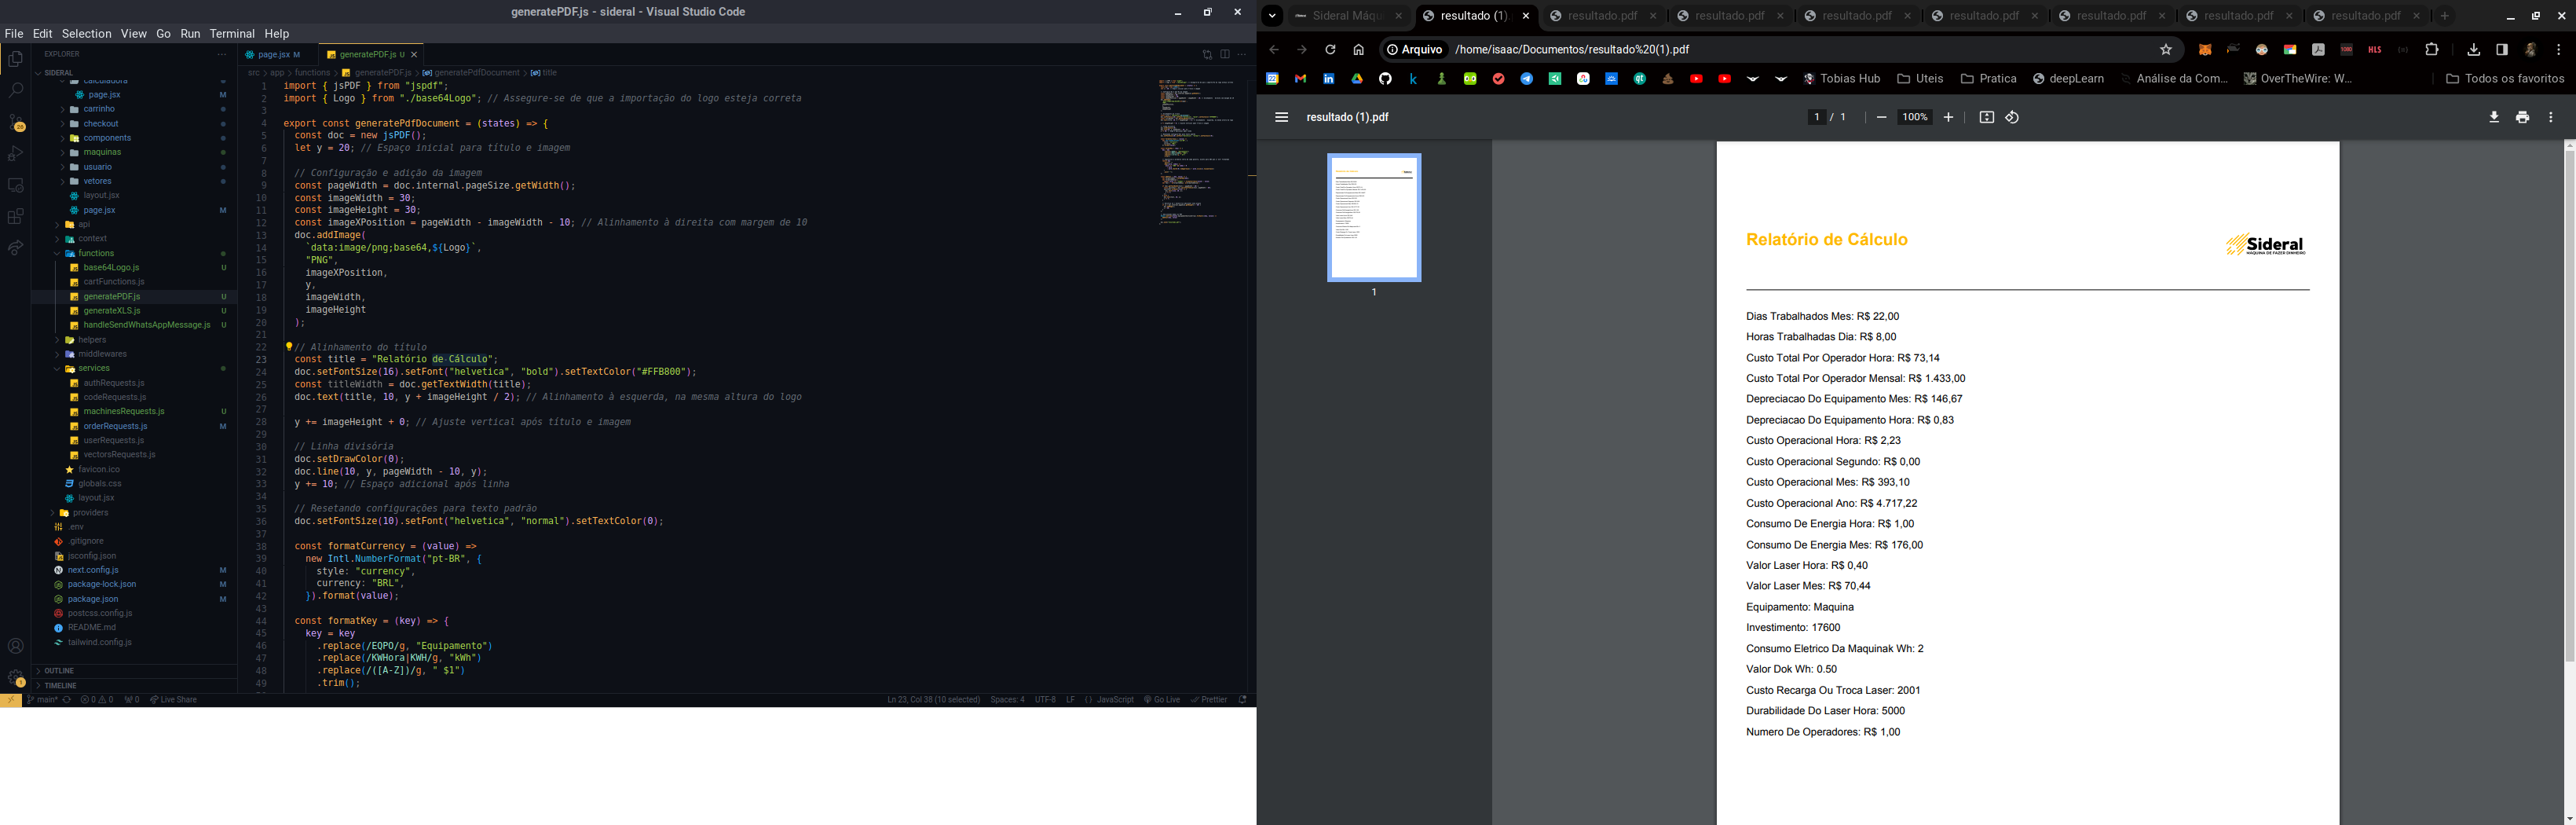 generatePDF.js - sideral - Visual Studio Code
File Edit Selection View Go Run Terminal Help
EXPLORER
SIDERAL
calculadora
page.jsx M
carrinho
checkout
components
maquinas
usuario
vetores
layout.jsx
page.jsx M
api
context
functions
base64Logo.js U
cartFunctions.js
generatePDF.js U
generateXLS.js U
handleSendWhatsAppMessage.js U
helpers
middlewares
services
authRequests.js
codeRequests.js
machinesRequests.js U
orderRequests.js M
userRequests.js
vectorsRequests.js
favicon.ico
globals.css
layout.jsx
providers
.env
.gitignore
jsconfig.json
next.config.js M
package-lock.json M
package.json M
postcss.config.js
README.md
tailwind.config.js
OUTLINE
TIMELINE
page.jsx M generatePDF.js U
src > app > functions > generatePDF.js > generatePdfDocument > title
1 import { jsPDF } from "jspdf";
2 import { Logo } from "./base64Logo"; // Assegure-se de que a importação do logo esteja correta
3
4 export const generatePdfDocument = (states) => {
5 const doc = new jsPDF();
6 let y = 20; // Espaço inicial para título e imagem
7
8 // Configuração e adição da imagem
9 const pageWidth = doc.internal.pageSize.getWidth();
10 const imageWidth = 30;
11 const imageHeight = 30;
12 const imageXPosition = pageWidth - imageWidth - 10; // Alinhamento à direita com margem de 10
13 doc.addImage(
14 `data:image/png;base64,${Logo}`,
15 "PNG",
16 imageXPosition,
17 y,
18 imageWidth,
19 imageHeight
20 );
21
22 // Alinhamento do título
23 const title = "Relatório de Cálculo";
24 doc.setFontSize(16).setFont("helvetica", "bold").setTextColor("#FFB800");
25 const titleWidth = doc.getTextWidth(title);
26 doc.text(title, 10, y + imageHeight / 2); // Alinhamento à esquerda, na mesma altura do logo
27
28 y += imageHeight + 0; // Ajuste vertical após título e imagem
29
30 // Linha divisória
31 doc.setDrawColor(0);
32 doc.line(10, y, pageWidth - 10, y);
33 y += 10; // Espaço adicional após linha
34
35 // Resetando configurações para texto padrão
36 doc.setFontSize(10).setFont("helvetica", "normal").setTextColor(0);
37
38 const formatCurrency = (value) =>
39 new Intl.NumberFormat("pt-BR", {
40 style: "currency",
41 currency: "BRL",
42 }).format(value);
43
44 const formatKey = (key) => {
45 key = key
46 .replace(/EQPO/g, "Equipamento")
47 .replace(/KWHora|KWH/g, "kWh")
48 .replace(/([A-Z])/g, " $1")
49 .trim();
main* 0 0 0 Live Share
Ln 23, Col 38 (10 selected) Spaces: 4 UTF-8 LF {} JavaScript Go Live Prettier
Sideral Máqu resultado (1). resultado.pdf resultado.pdf resultado.pdf resultado.pdf resultado.pdf resultado.pdf resultado.pdf
Arquivo /home/isaac/Documentos/resultado%20(1).pdf
HLS
Tobias Hub Uteis Pratica deepLearn Análise da Com... OverTheWire: W... Todos os favoritos
resultado (1).pdf 1 / 1 100%
1
Relatório de Cálculo
Sideral
MÁQUINA DE FAZER DINHEIRO
Dias Trabalhados Mes: R$ 22,00
Horas Trabalhadas Dia: R$ 8,00
Custo Total Por Operador Hora: R$ 73,14
Custo Total Por Operador Mensal: R$ 1.433,00
Depreciacao Do Equipamento Mes: R$ 146,67
Depreciacao Do Equipamento Hora: R$ 0,83
Custo Operacional Hora: R$ 2,23
Custo Operacional Segundo: R$ 0,00
Custo Operacional Mes: R$ 393,10
Custo Operacional Ano: R$ 4.717,22
Consumo De Energia Hora: R$ 1,00
Consumo De Energia Mes: R$ 176,00
Valor Laser Hora: R$ 0,40
Valor Laser Mes: R$ 70,44
Equipamento: Maquina
Investimento: 17600
Consumo Eletrico Da Maquinak Wh: 2
Valor Dok Wh: 0.50
Custo Recarga Ou Troca Laser: 2001
Durabilidade Do Laser Hora: 5000
Numero De Operadores: R$ 1,00